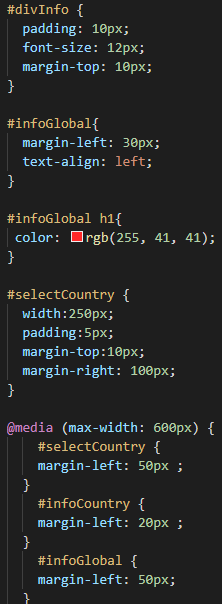 #divInfo {
padding: 10px;
font-size: 12px;
margin-top: 10px;
}
#infoGlobal{
margin-left: 30px;
text-align: left;
}
#infoGlobal h1{
color: rgb(255, 41, 41);
}
#selectCountry {
width:250px;
padding:5px;
margin-top:10px;
margin-right: 100px;
}
@media (max-width: 600px) {
#selectCountry {
margin-left: 50px ;
}
#infoCountry {
margin-left: 20px ;
}
#infoGlobal {
margin-left: 50px;